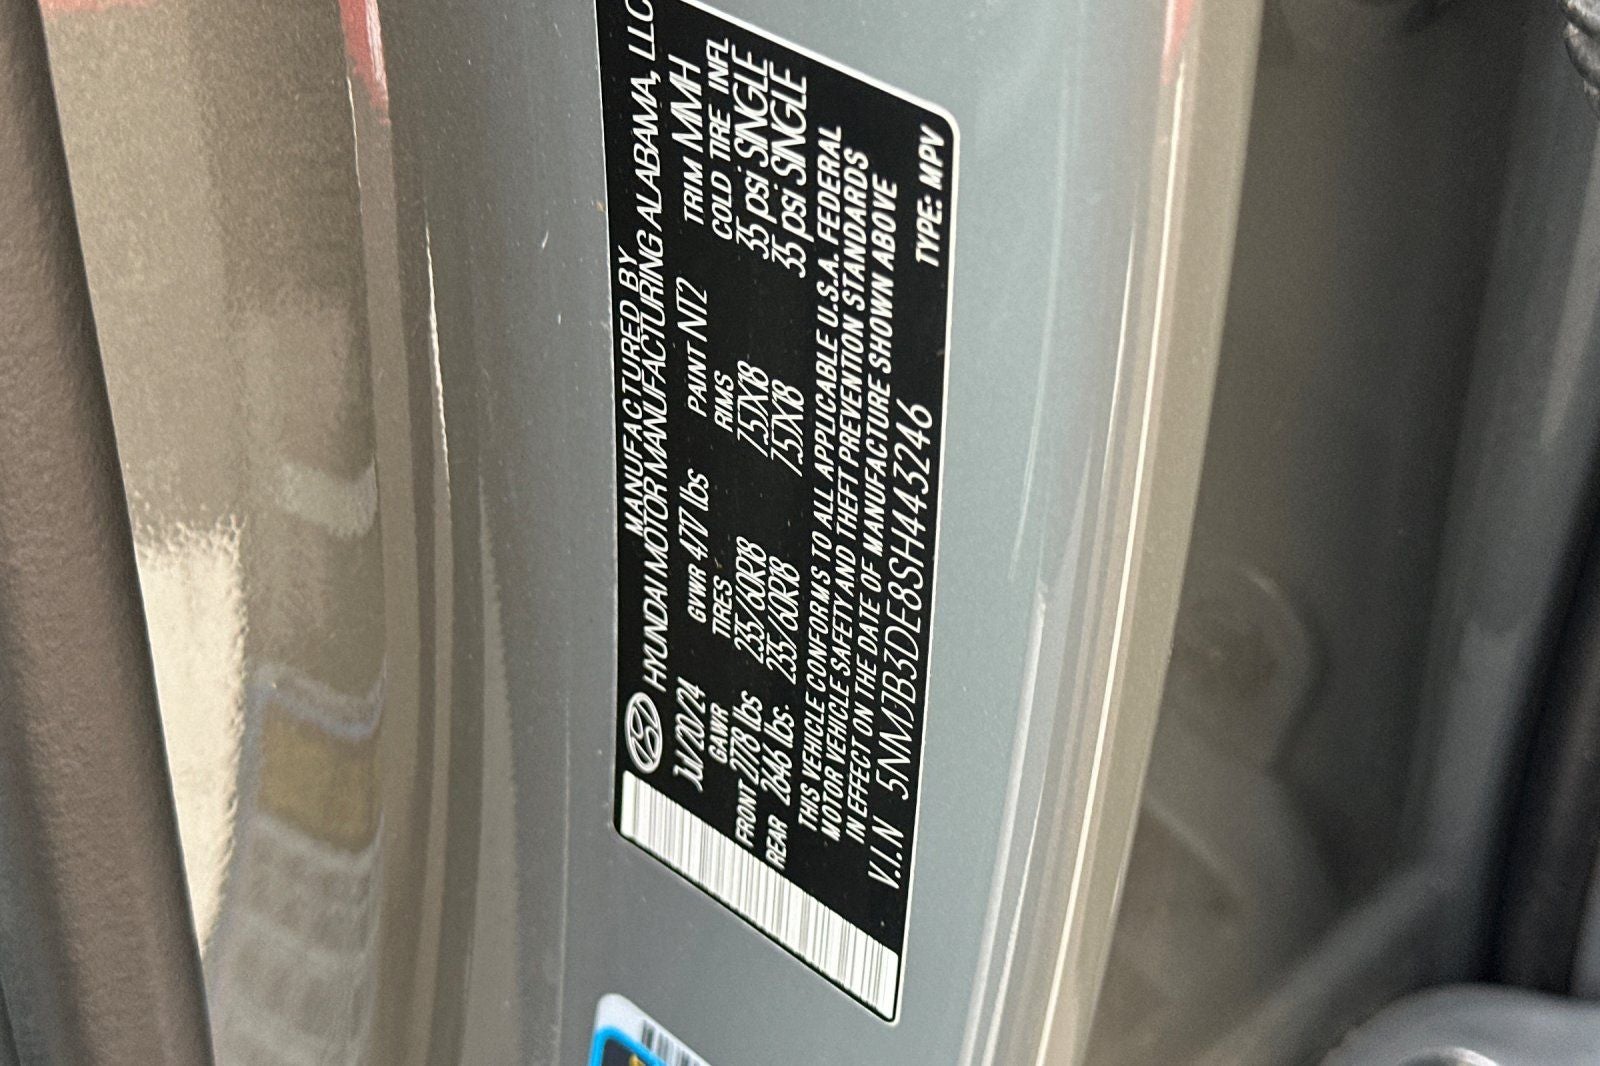 MANUFACTURED BY
HYUNDAI MOTOR MANUFACTURING ALABAMA, LLC
JUl/20/24 GVWR 4717 lbs PAINT NT2 TRIM MMH
GAWR TIRES RIMS COLD TIRE INFL
FRONT 2778 lbs 235/60R18 7.5JX18 35 psi SINGLE
REAR 2646 lbs. 235/60R18 7.5JX18 35 psi SINGLE
THIS VEHICLE CONFORMS TO ALL APPLICABLE U.S.A. FEDERAL
MOTOR VEHICLE SAFETY AND THEFT PREVENTION STANDARDS
IN EFFECT ON THE DATE OF MANUFACTURE SHOWN ABOVE
V.I.N 5NMJB3DE8SH443246 TYPE: MPV